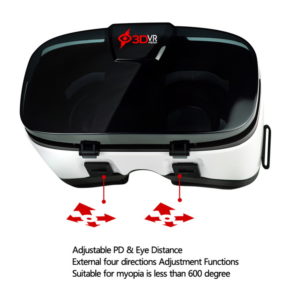 3DVR
Adjustable PD & Eye Distance
External four directions Adjustment Functions
Suitable for myopia is less than 600 degree